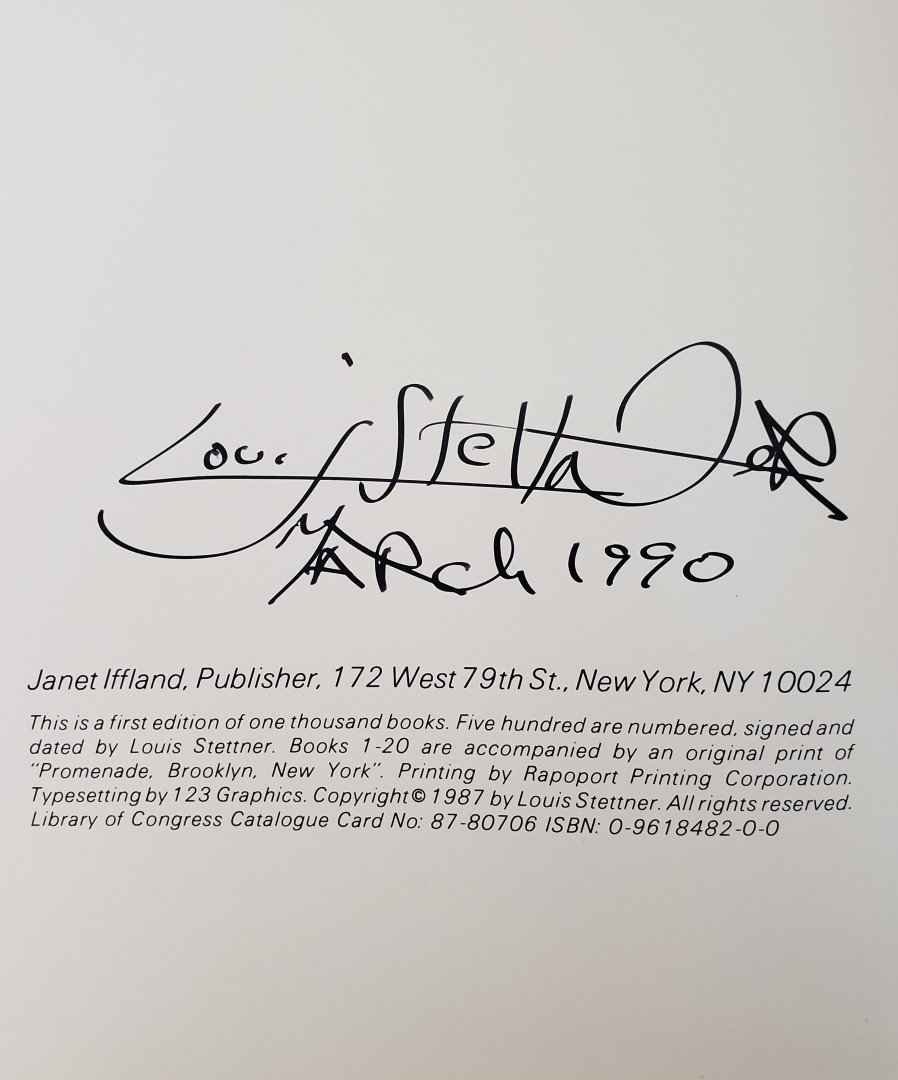 Louis Stettner
MARch 1990
Janet Iffland, Publisher, 172 West 79th St., New York, NY 10024
This is a first edition of one thousand books. Five hundred are numbered, signed and
dated by Louis Stettner. Books 1-20 are accompanied by an original print of
“Promenade, Brooklyn, New York”. Printing by Rapoport Printing Corporation.
Typesetting by 123 Graphics. Copyright © 1987 by Louis Stettner. All rights reserved.
Library of Congress Catalogue Card No: 87-80706 ISBN: 0-9618482-0-0